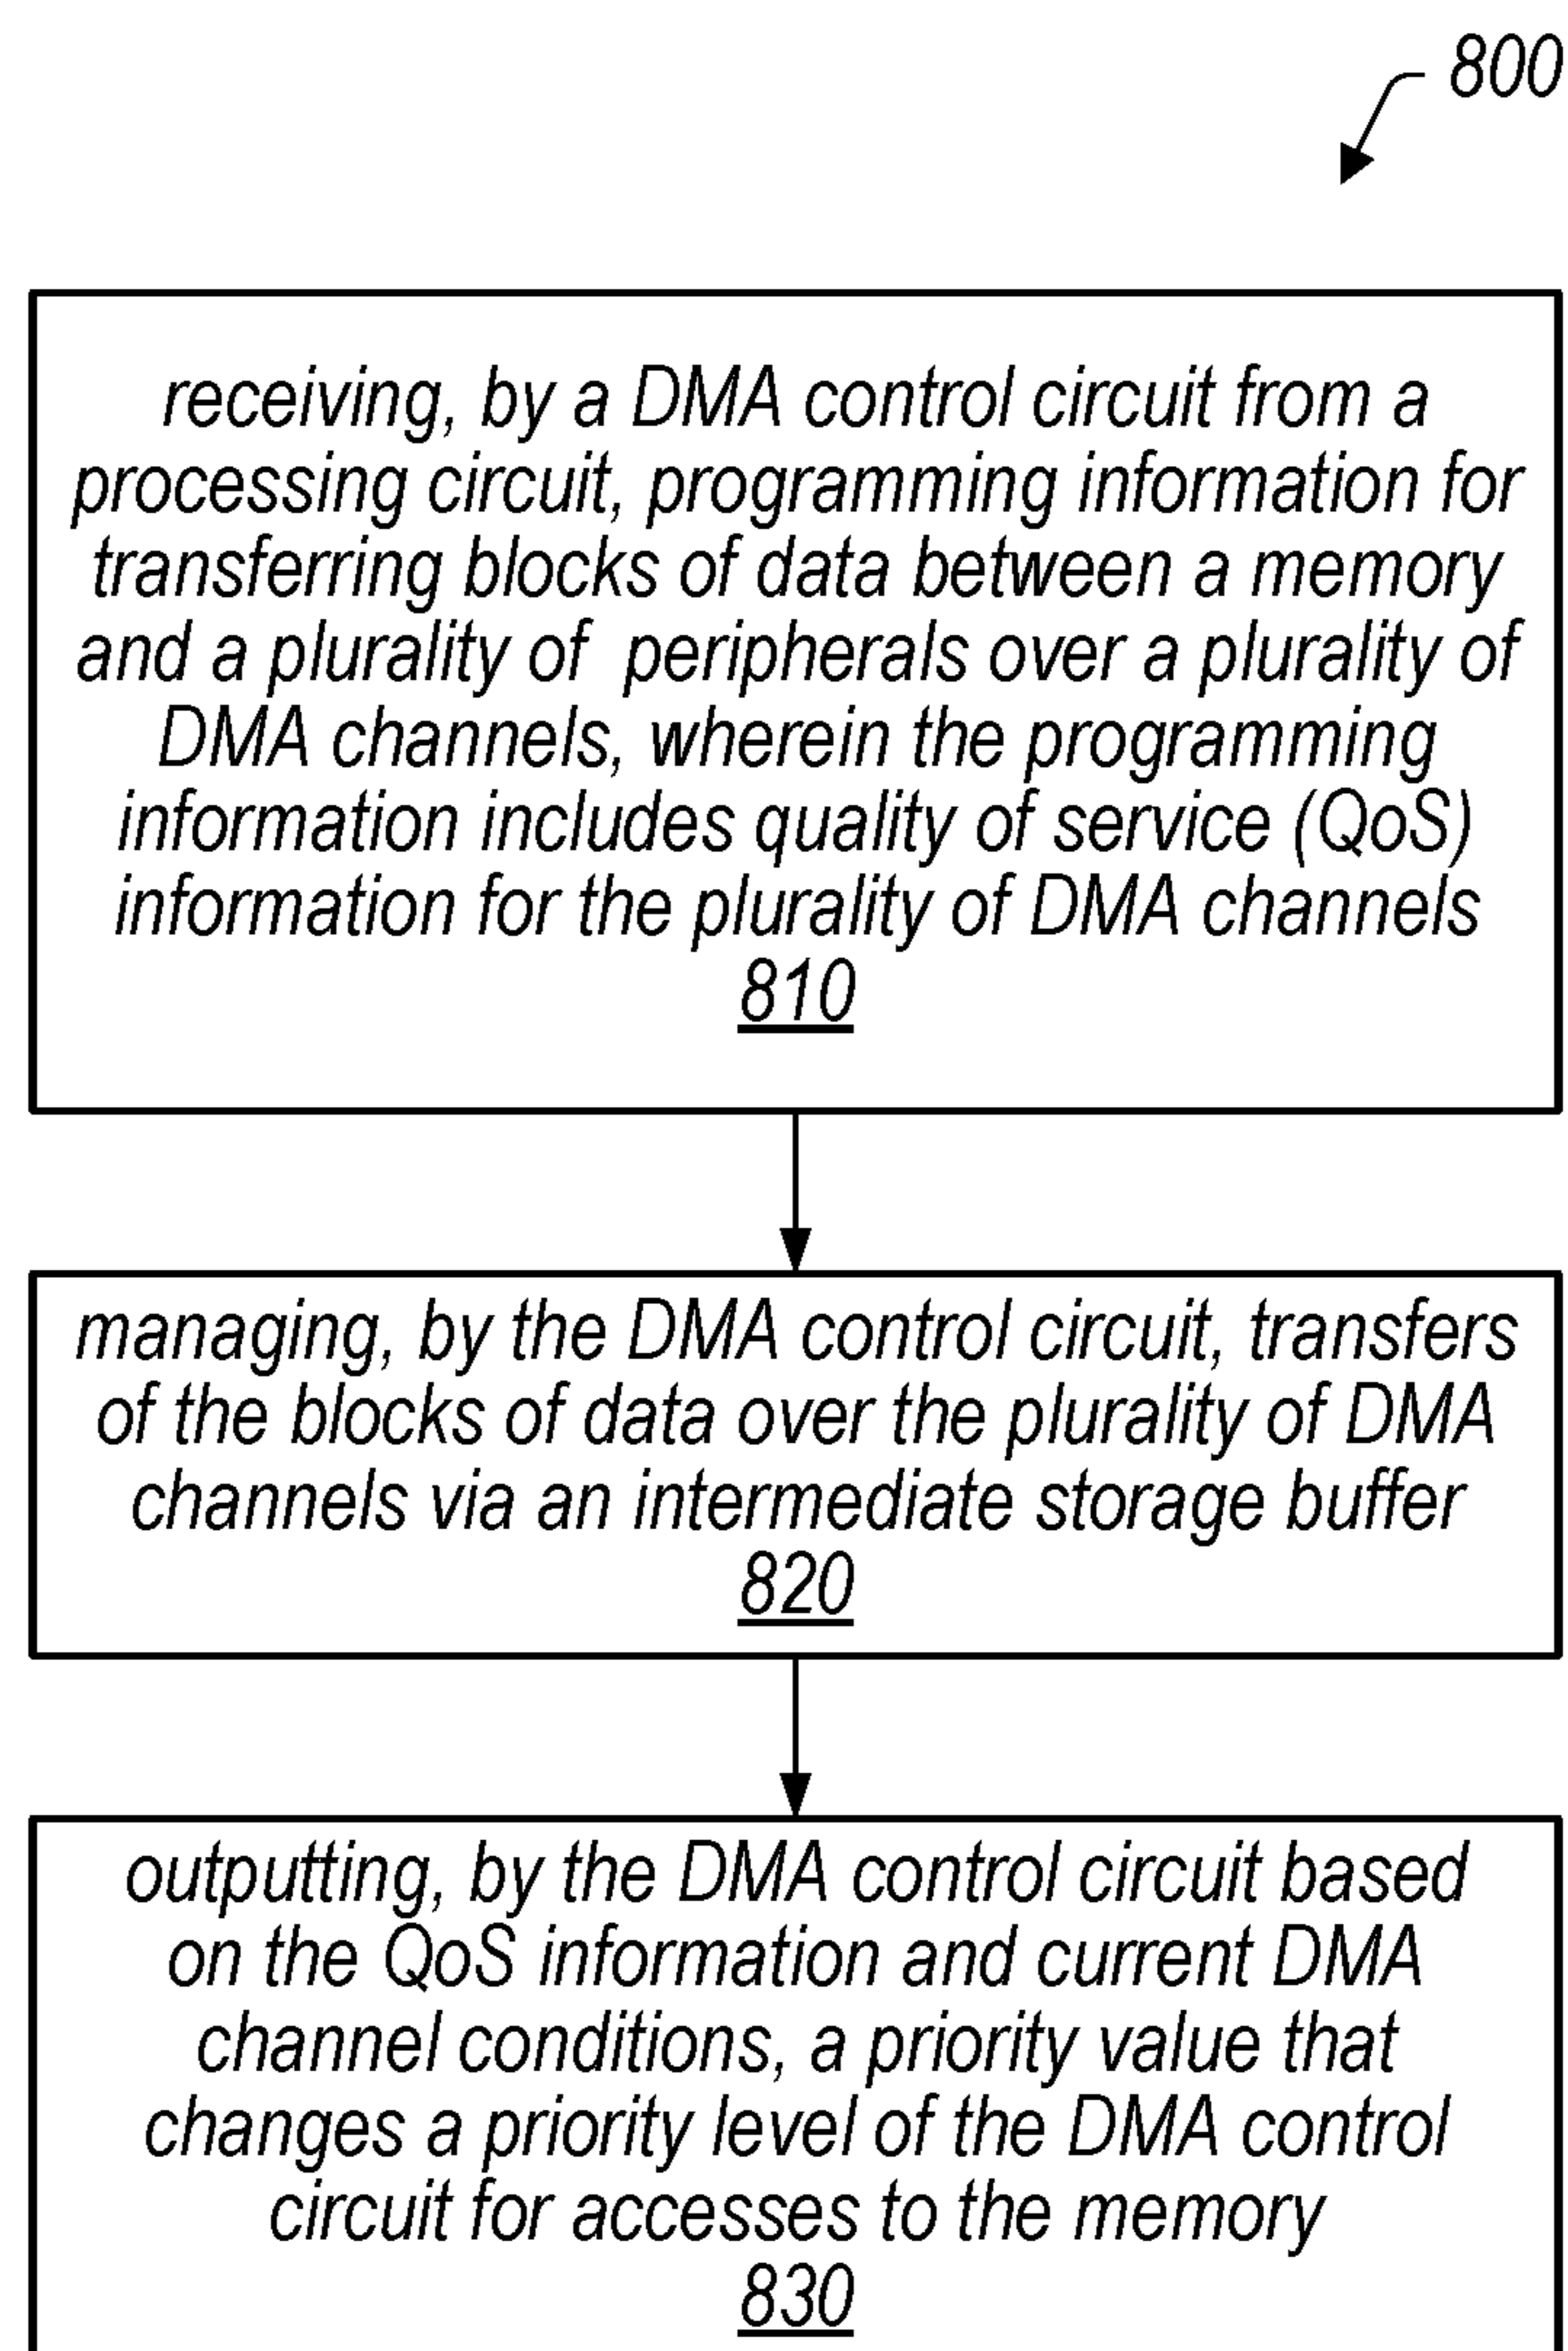 800
receiving, by a DMA control circuit from a
processing circuit, programming information for
transferring blocks of data between a memory
and a plurality of peripherals over a plurality of
DMA channels, wherein the programming
information includes quality of service (QoS)
information for the plurality of DMA channels
810
managing, by the DMA control circuit, transfers
of the blocks of data over the plurality of DMA
channels via an intermediate storage buffer
820
outputting, by the DMA control circuit based
on the QoS information and current DMA
channel conditions, a priority value that
changes a priority level of the DMA control
circuit for accesses to the memory
830